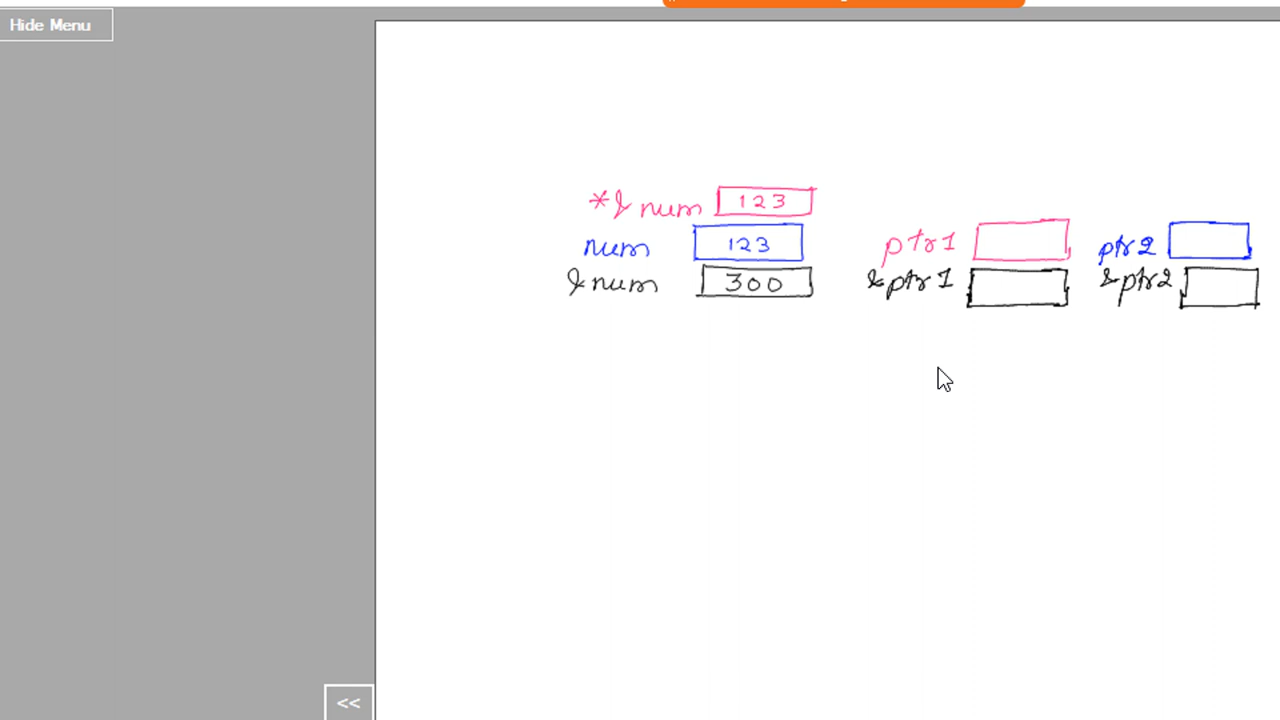 Hide Menu
*& num 123
num 123
&num 300
ptr1
&ptr1
ptr2
&ptr2
<<